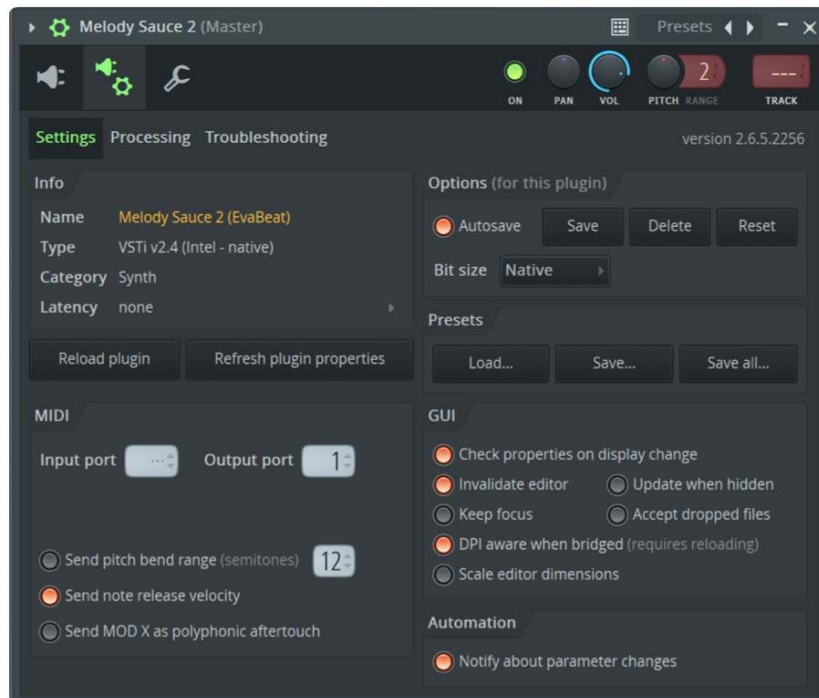 Melody Sauce 2 (Master)
Presets
ON
PAN
VOL
PITCH RANGE
2
---
TRACK
Settings Processing Troubleshooting
version 2.6.5.2256
Info
Name Melody Sauce 2 (EvaBeat)
Type VSTi v2.4 (Intel - native)
Category Synth
Latency none
Reload plugin
Refresh plugin properties
Options (for this plugin)
Autosave
Save
Delete
Reset
Bit size Native
Presets
Load...
Save...
Save all...
MIDI
Input port ---
Output port 1
Send pitch bend range (semitones) 12
Send note release velocity
Send MOD X as polyphonic aftertouch
GUI
Check properties on display change
Invalidate editor
Update when hidden
Keep focus
Accept dropped files
DPI aware when bridged (requires reloading)
Scale editor dimensions
Automation
Notify about parameter changes